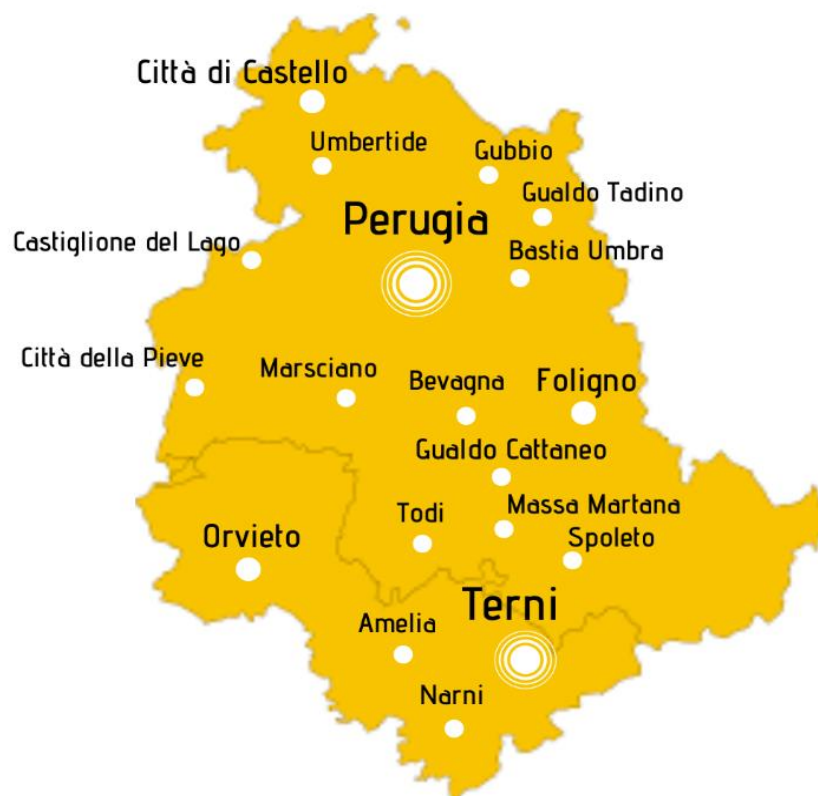 Città di Castello
Umbertide
Gubbio
Gualdo Tadino
Perugia
Castiglione del Lago
Bastia Umbra
Città della Pieve
Marsciano
Bevagna
Foligno
Gualdo Cattaneo
Todi
Massa Martana
Orvieto
Spoleto
Terni
Amelia
Narni